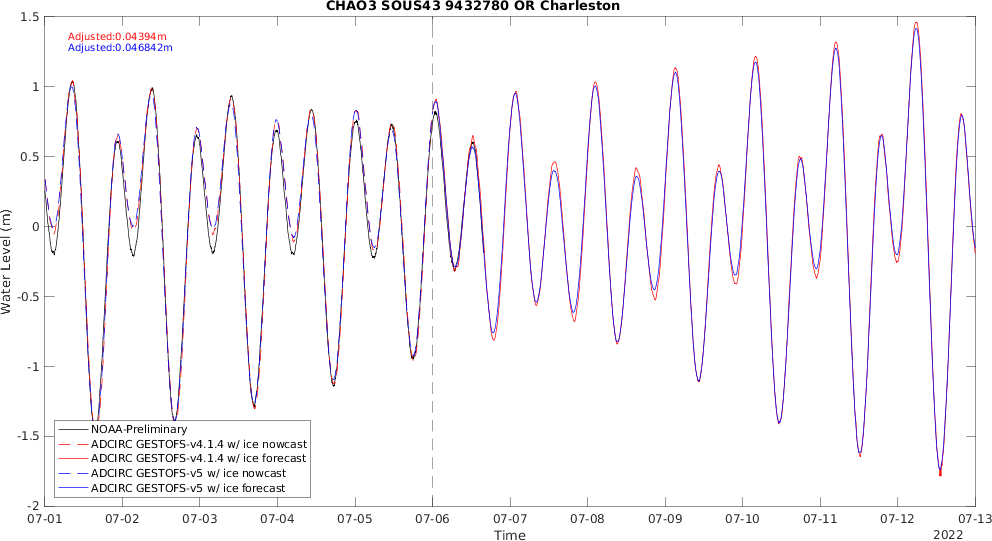 CHAO3 SOUS43 9432780 OR Charleston
Adjusted:0.04394m
Adjusted:0.046842m
1.5
1
0.5
0
-0.5
-1
-1.5
-2
Water Level (m)
NOAA-Preliminary
ADCIRC GESTOFS-v4.1.4 w/ ice nowcast
ADCIRC GESTOFS-v4.1.4 w/ ice forecast
ADCIRC GESTOFS-v5 w/ ice nowcast
ADCIRC GESTOFS-v5 w/ ice forecast
07-01 07-02 07-03 07-04 07-05 07-06 07-07 07-08 07-09 07-10 07-11 07-12 07-13
Time
2022